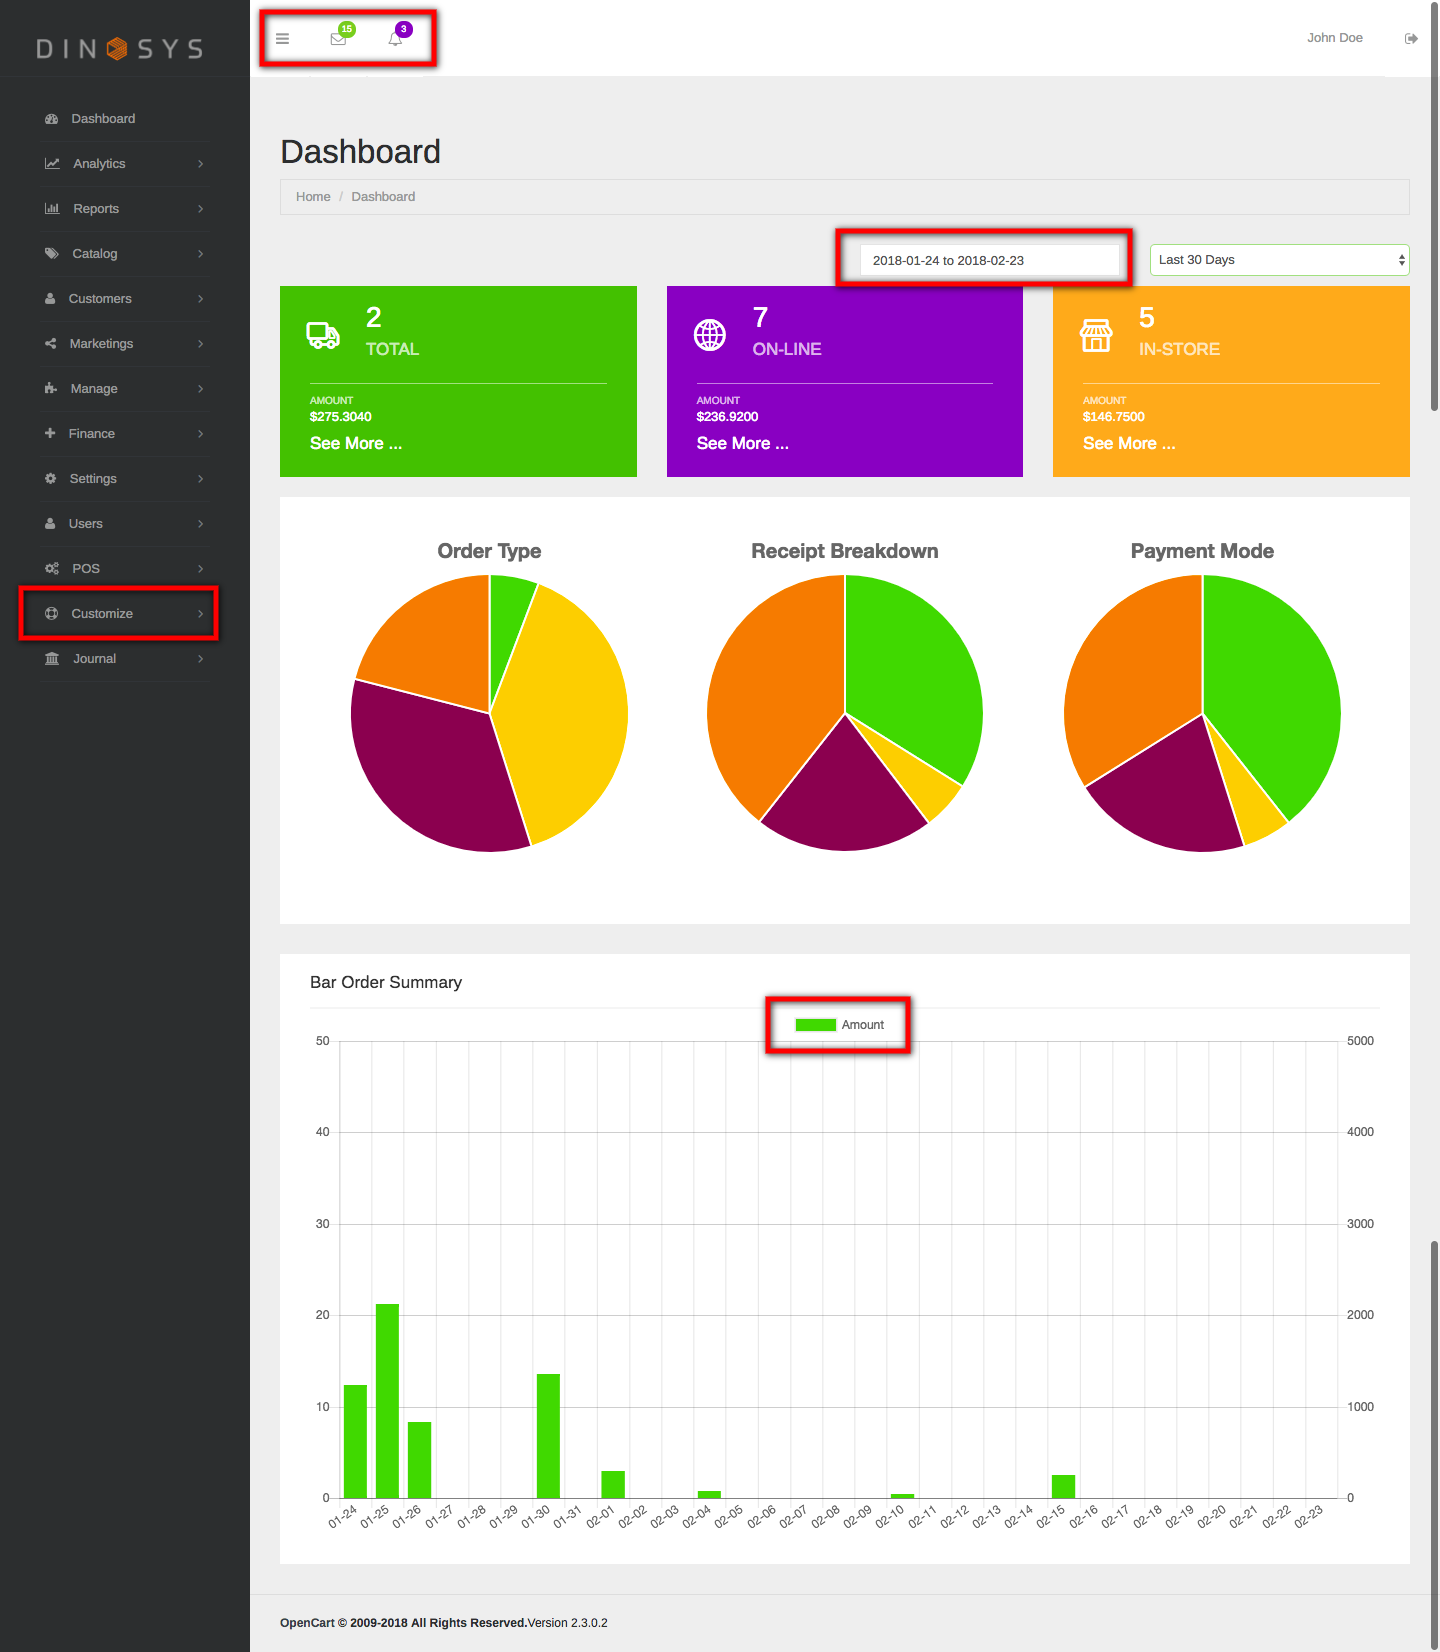 DINOSYS
15
3
John Doe
Dashboard
Analytics
Reports
Catalog
Customers
Marketings
Manage
Finance
Settings
Users
POS
Customize
Journal
Dashboard
Home / Dashboard
2018-01-24 to 2018-02-23
Last 30 Days
2
TOTAL
AMOUNT
$275.3040
See More ...
7
ON-LINE
AMOUNT
$236.9200
See More ...
5
IN-STORE
AMOUNT
$146.7500
See More ...
Order Type
Receipt Breakdown
Payment Mode
Bar Order Summary
Amount
50 5000
40 4000
30 3000
20 2000
10 1000
0 0
01-24 01-25 01-26 01-27 01-28 01-29 01-30 01-31 02-01 02-02 02-03 02-04 02-05 02-06 02-07 02-08 02-09 02-10 02-11 02-12 02-13 02-14 02-15 02-16 02-17 02-18 02-19 02-20 02-21 02-22 02-23
OpenCart © 2009-2018 All Rights Reserved.Version 2.3.0.2